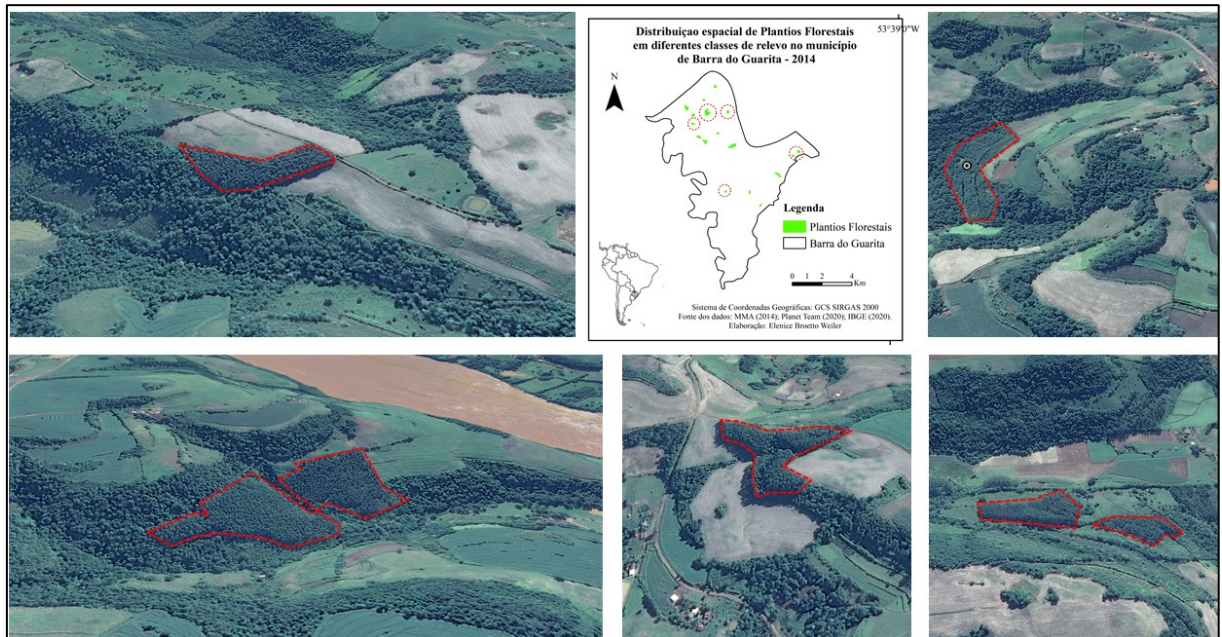 Distribuiçao espacial de Plantios Florestais
em diferentes classes de relevo no município
de Barra do Guarita - 2014
53°39'0"W
N
Legenda
Plantios Florestais
Barra do Guarita
0 1 2 4
Km
Sistema de Coordenadas Geográficas: GCS SIRGAS 2000
Fonte dos dados: MMA (2014); Planet Team (2020); IBGE (2020).
Elaboração: Elenice Broetto Weiler